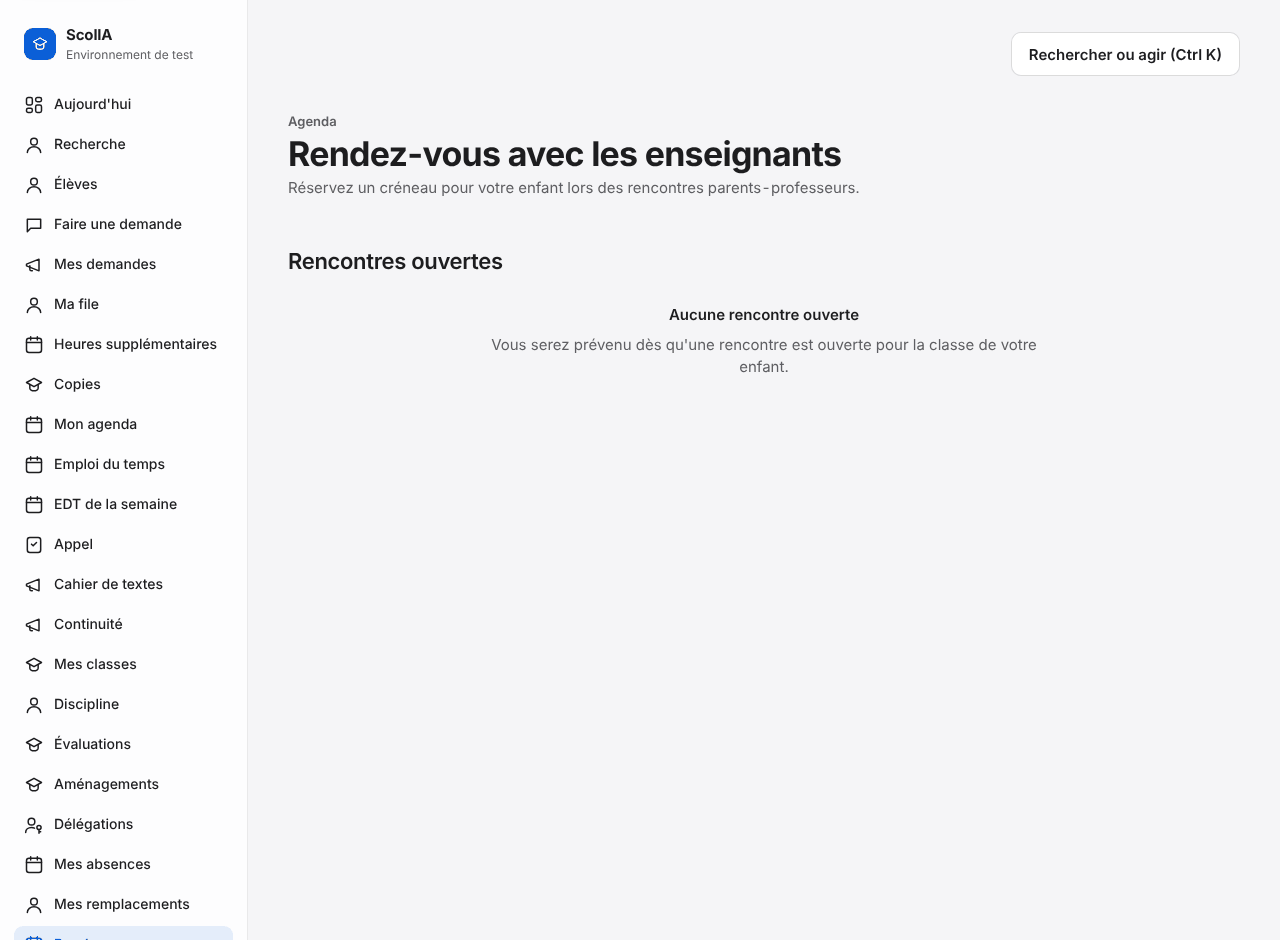 ScolIA
Environnement de test
Aujourd'hui
Recherche
Élèves
Faire une demande
Mes demandes
Ma file
Heures supplémentaires
Copies
Mon agenda
Emploi du temps
EDT de la semaine
Appel
Cahier de textes
Continuité
Mes classes
Discipline
Évaluations
Aménagements
Délégations
Mes absences
Mes remplacements
Rechercher ou agir (Ctrl K)
Agenda
Rendez-vous avec les enseignants
Réservez un créneau pour votre enfant lors des rencontres parents-professeurs.
Rencontres ouvertes
Aucune rencontre ouverte
Vous serez prévenu dès qu'une rencontre est ouverte pour la classe de votre
enfant.